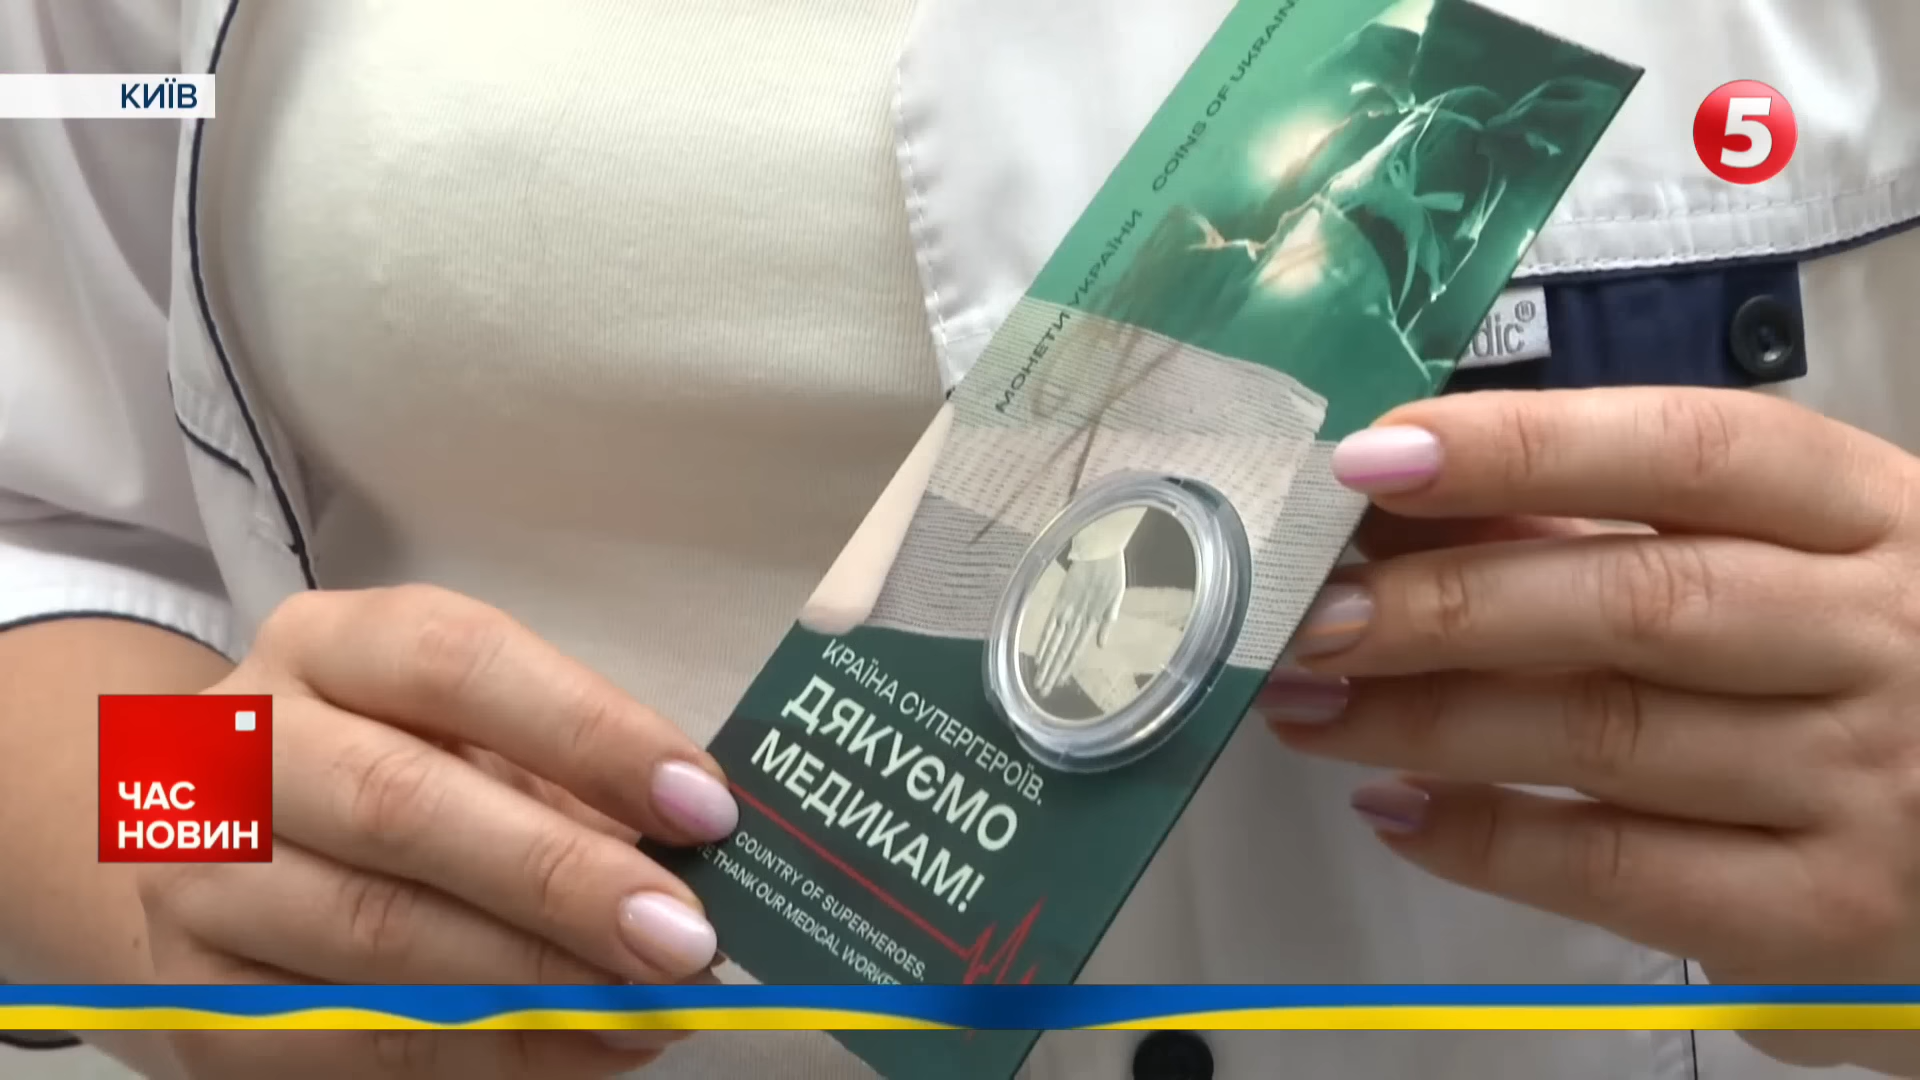 КИЇВ
5
МОНЕТИ УКРАЇНИ COINS OF UKRAINE
dic®
КРАЇНА СУПЕРГЕРОЇВ.
ДЯКУЄМО
МЕДИКАМ!
COUNTRY OF SUPERHEROES.
THANK OUR MEDICAL
ЧАС
НОВИН